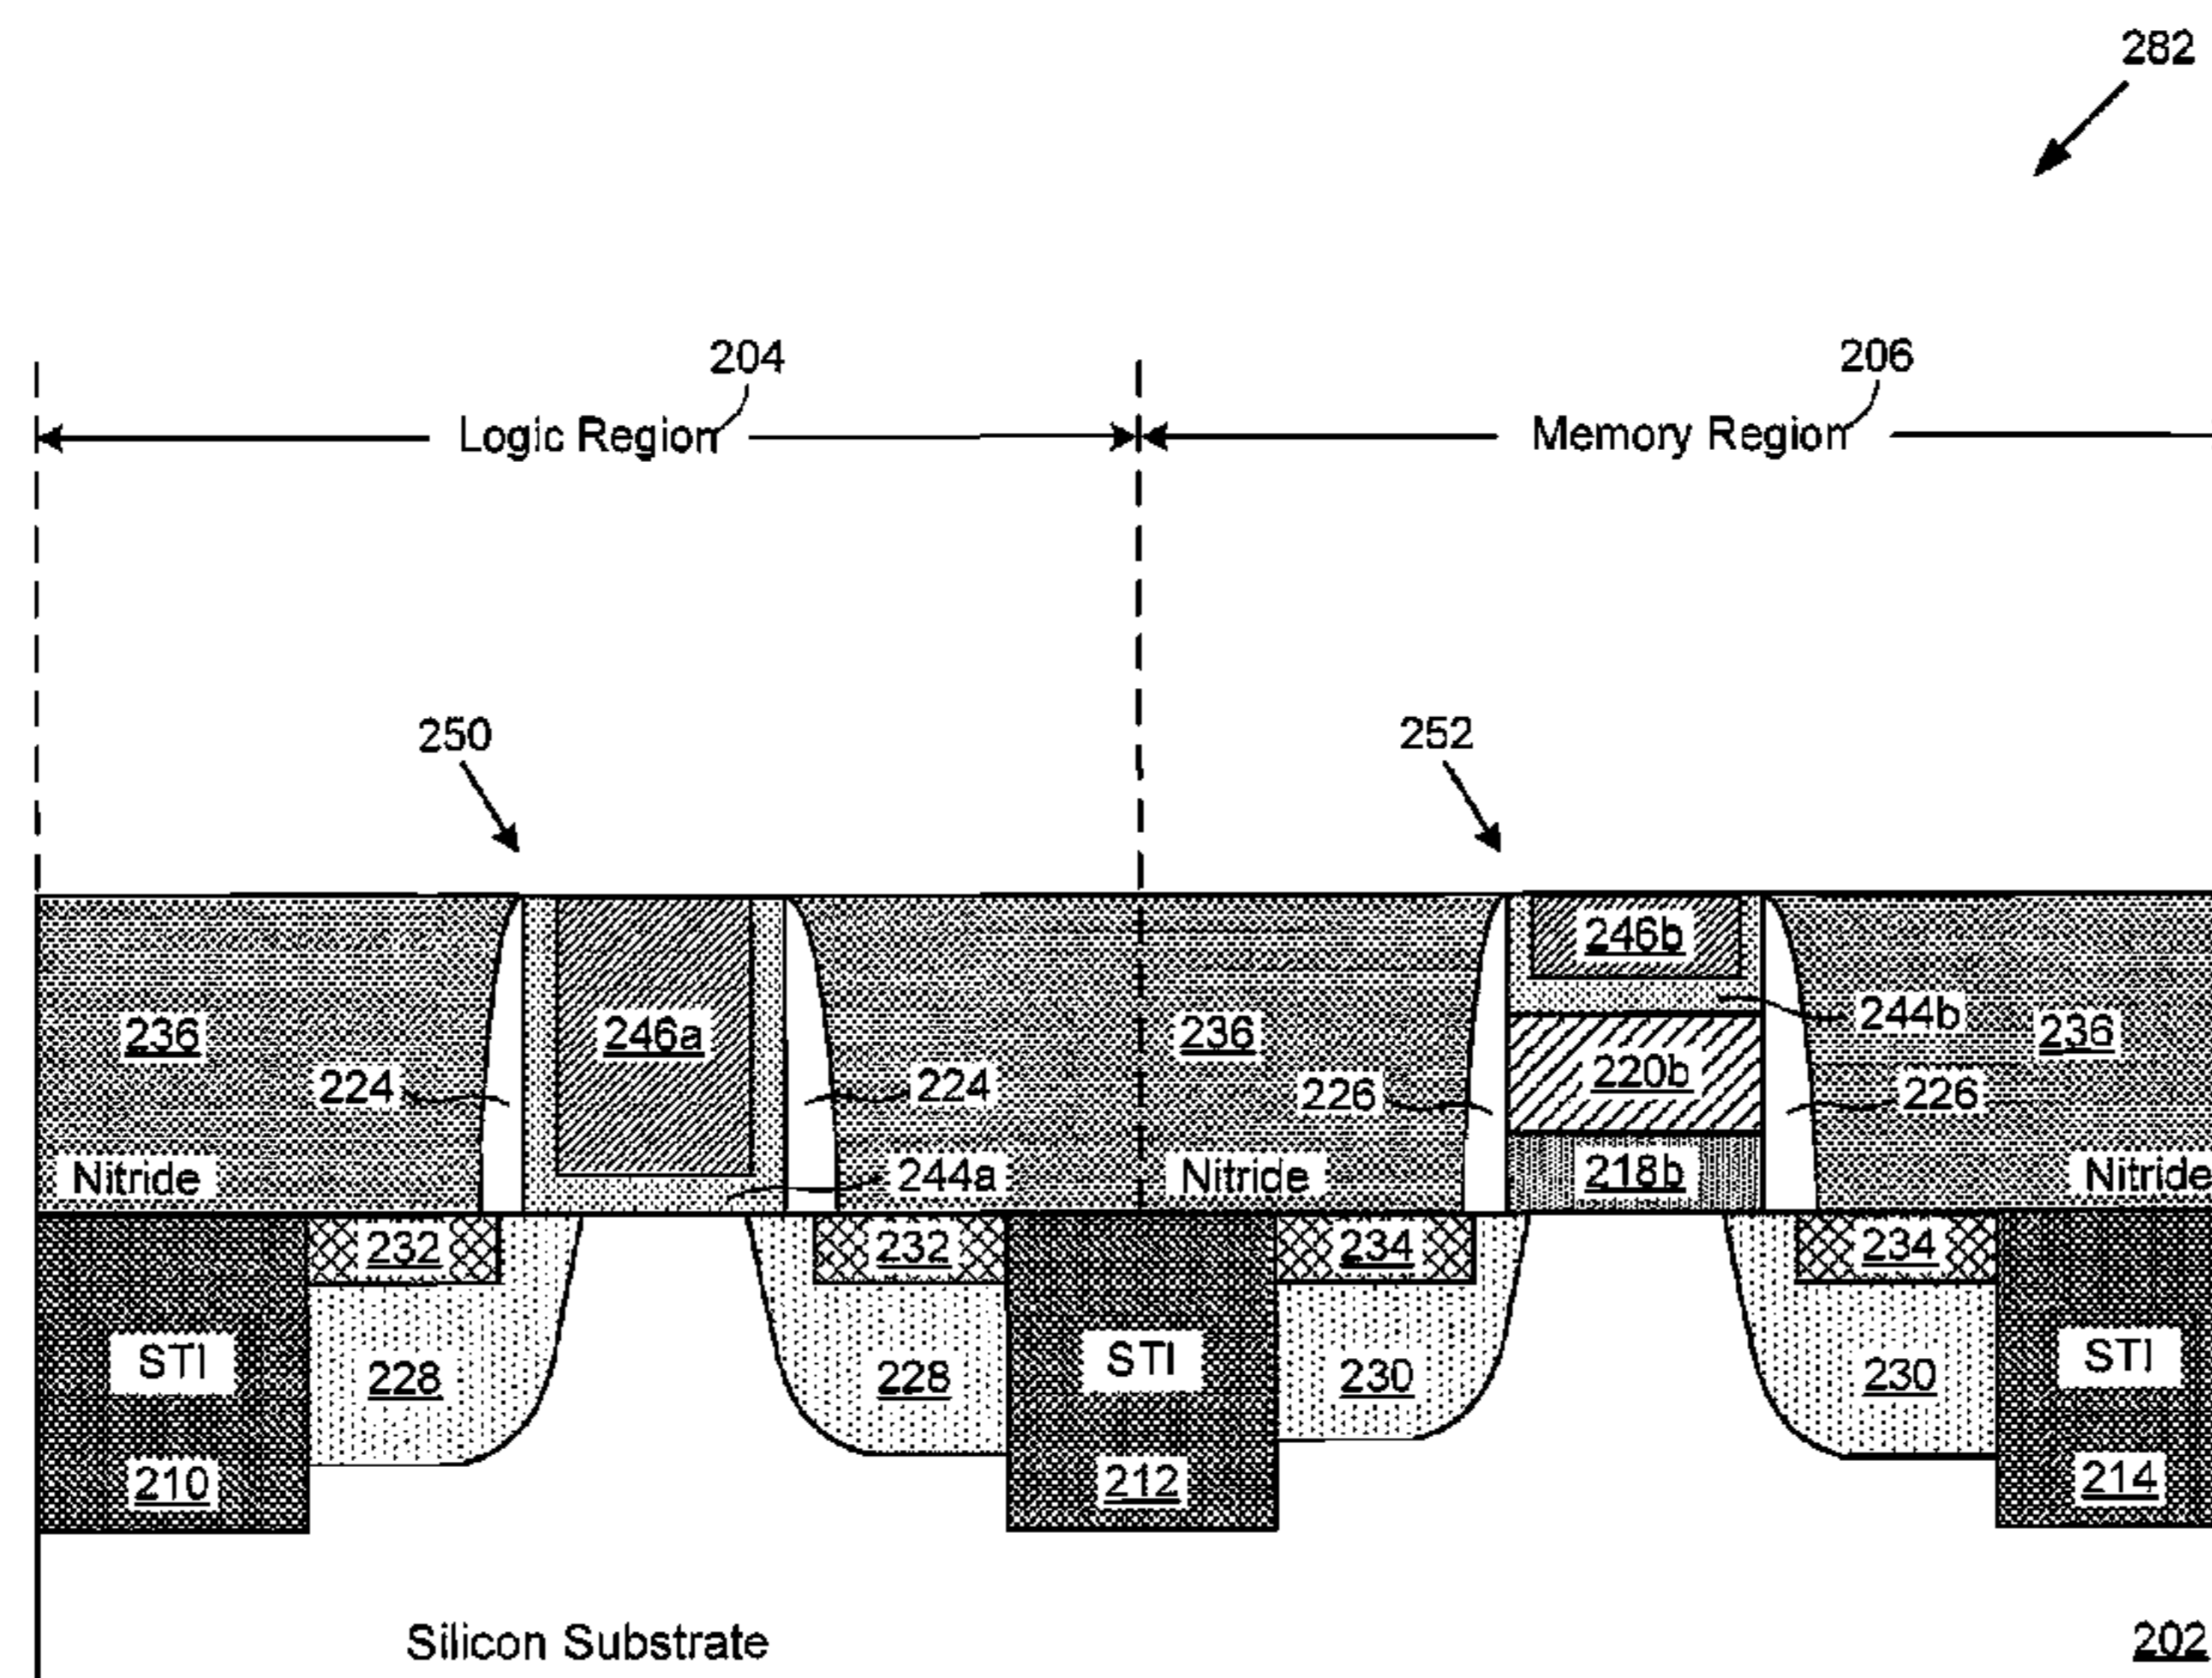 282
204
206
Logic Region
Memory Region
250
252
246b
244b
236
246a
236
236
220b
224
224
226
226
Nitride
244a
Nitride
218b
Nitride
232
232
234
234
STI
STI
STI
228
228
230
230
210
212
214
Silicon Substrate
202